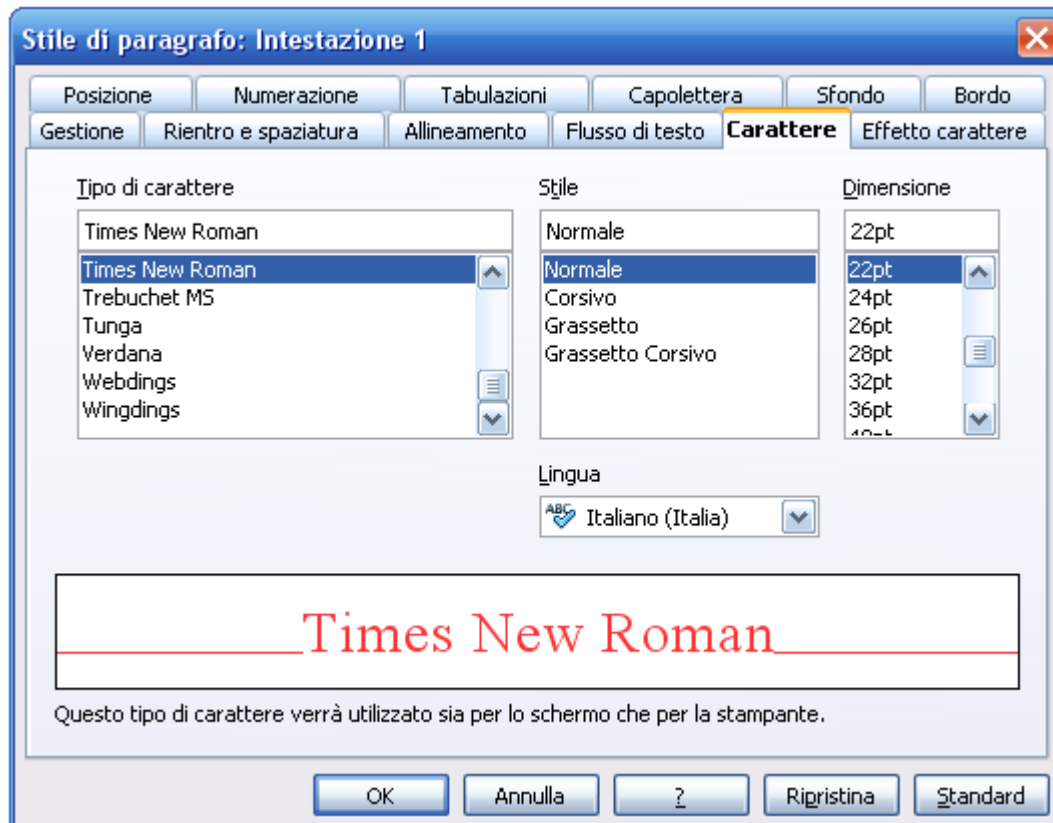 Stile di paragrafo: Intestazione 1
Posizione Numerazione Tabulazioni Capolettera Sfondo Bordo
Gestione Rientro e spaziatura Allineamento Flusso di testo Carattere Effetto carattere
Tipo di carattere Stile Dimensione
Times New Roman Normale 22pt
Times New Roman Normale 22pt
Trebuchet MS Corsivo 24pt
Tunga Grassetto 26pt
Verdana Grassetto Corsivo 28pt
Webdings 32pt
Wingdings 36pt
Lingua
ABC Italiano (Italia)
Times New Roman
Questo tipo di carattere verrà utilizzato sia per lo schermo che per la stampante.
OK Annulla ? Ripristina Standard